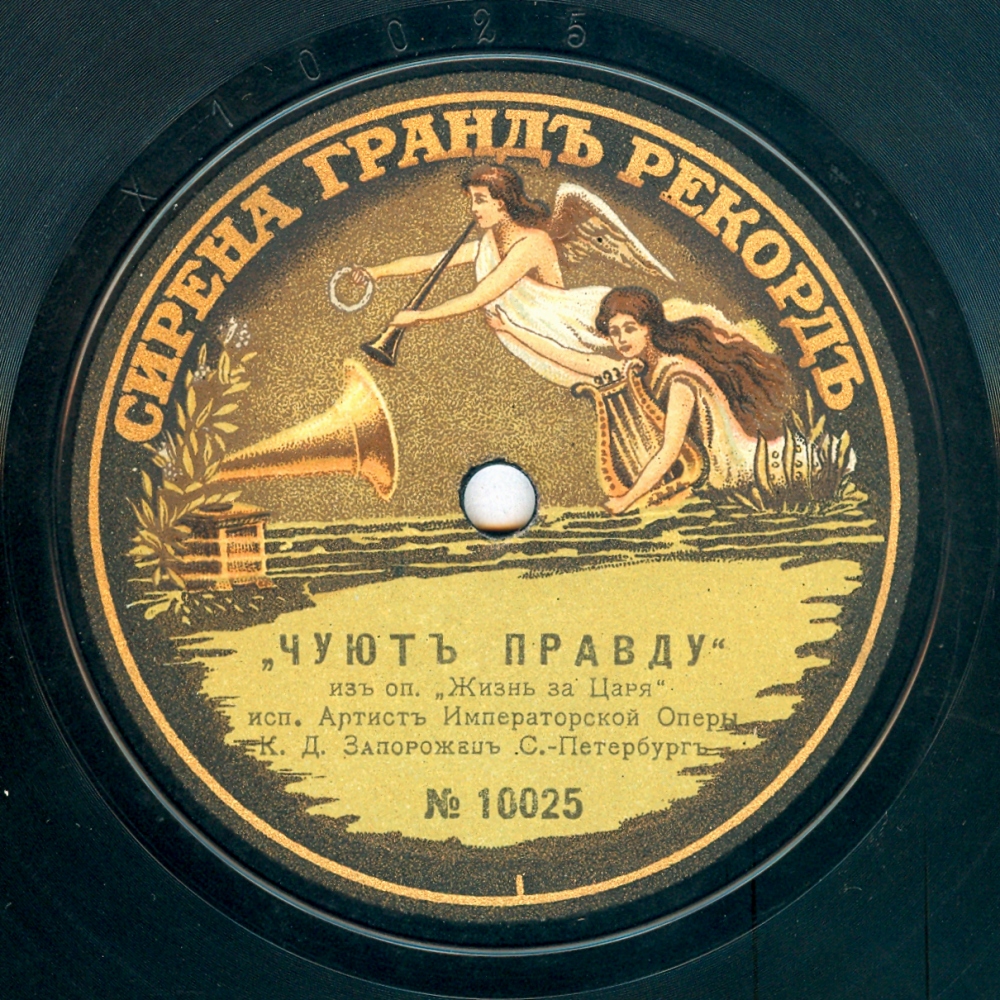 X 10025
СИРЕНА ГРАНДЪ РЕКОРДЪ
„ЧУЮТЪ ПРАВДУ“
изъ оп. „Жизнь за Царя“
исп. Артистъ Императорской Оперы
К. Д. Запорожецъ С.-Петербургъ
№ 10025